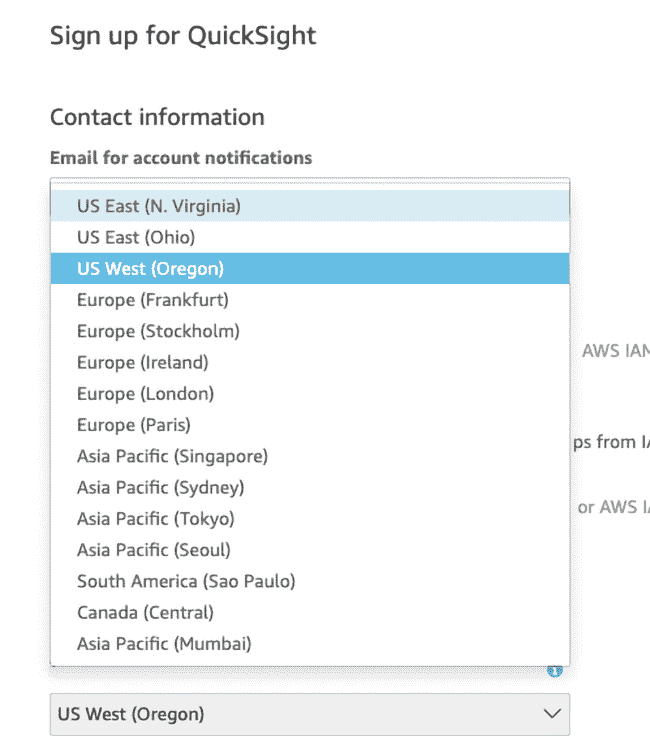 Sign up for QuickSight
Contact information
Email for account notifications
US East (N. Virginia)
US East (Ohio)
US West (Oregon)
Europe (Frankfurt)
Europe (Stockholm)
Europe (Ireland)
AWS IAM
Europe (London)
Europe (Paris)
ps from IA
Asia Pacific (Singapore)
Asia Pacific (Sydney)
or AWS IA
Asia Pacific (Tokyo)
Asia Pacific (Seoul)
South America (Sao Paulo)
Canada (Central)
Asia Pacific (Mumbai)
US West (Oregon)